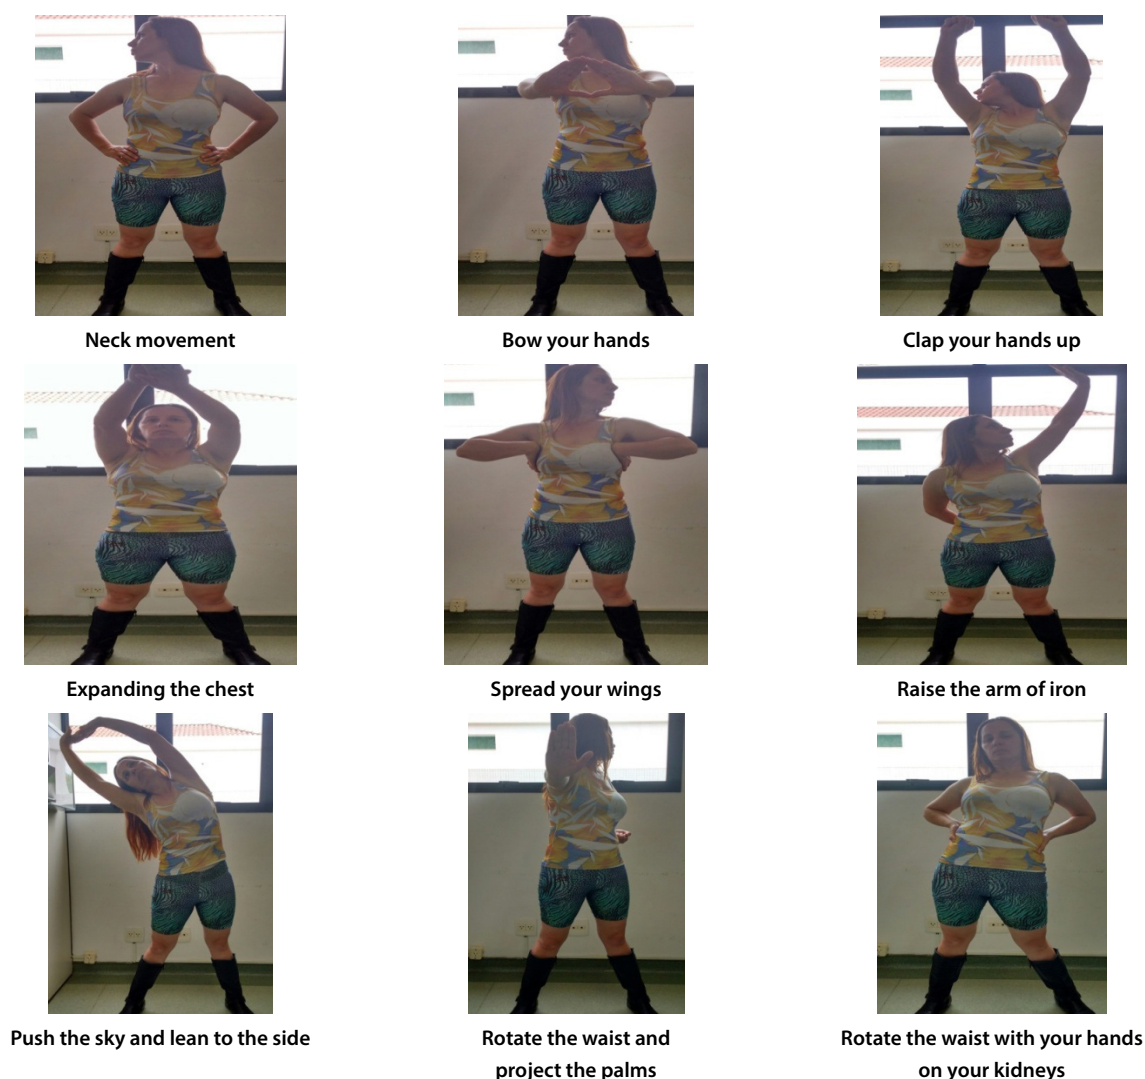 Neck movement
Bow your hands
Clap your hands up
Expanding the chest
Spread your wings
Raise the arm of iron
Push the sky and lean to the side
Rotate the waist and
project the palms
Rotate the waist with your hands
on your kidneys